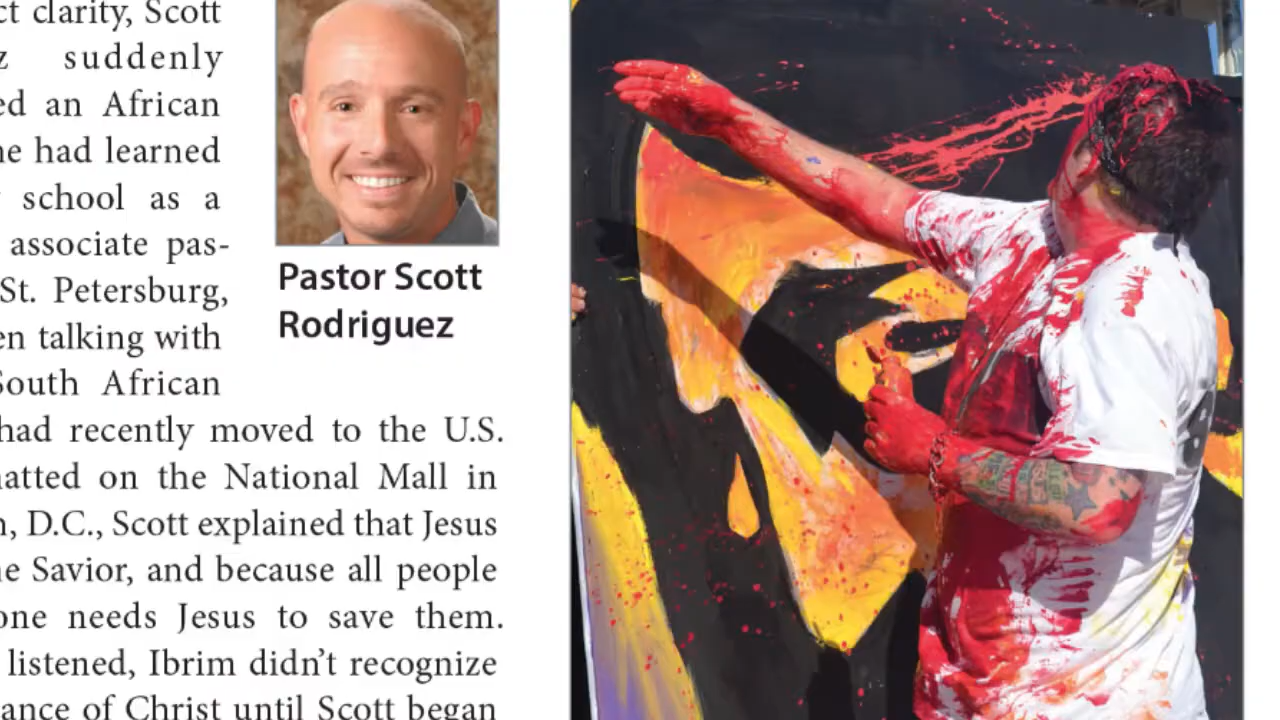 ct clarity, Scott
z suddenly
ed an African
he had learned
school as a
associate pas-
St. Petersburg,
en talking with
South African
had recently moved to the U.S.
atted on the National Mall in
n, D.C., Scott explained that Jesus
e Savior, and because all people
one needs Jesus to save them.
listened, Ibrim didn't recognize
ance of Christ until Scott began
Pastor Scott
Rodriguez